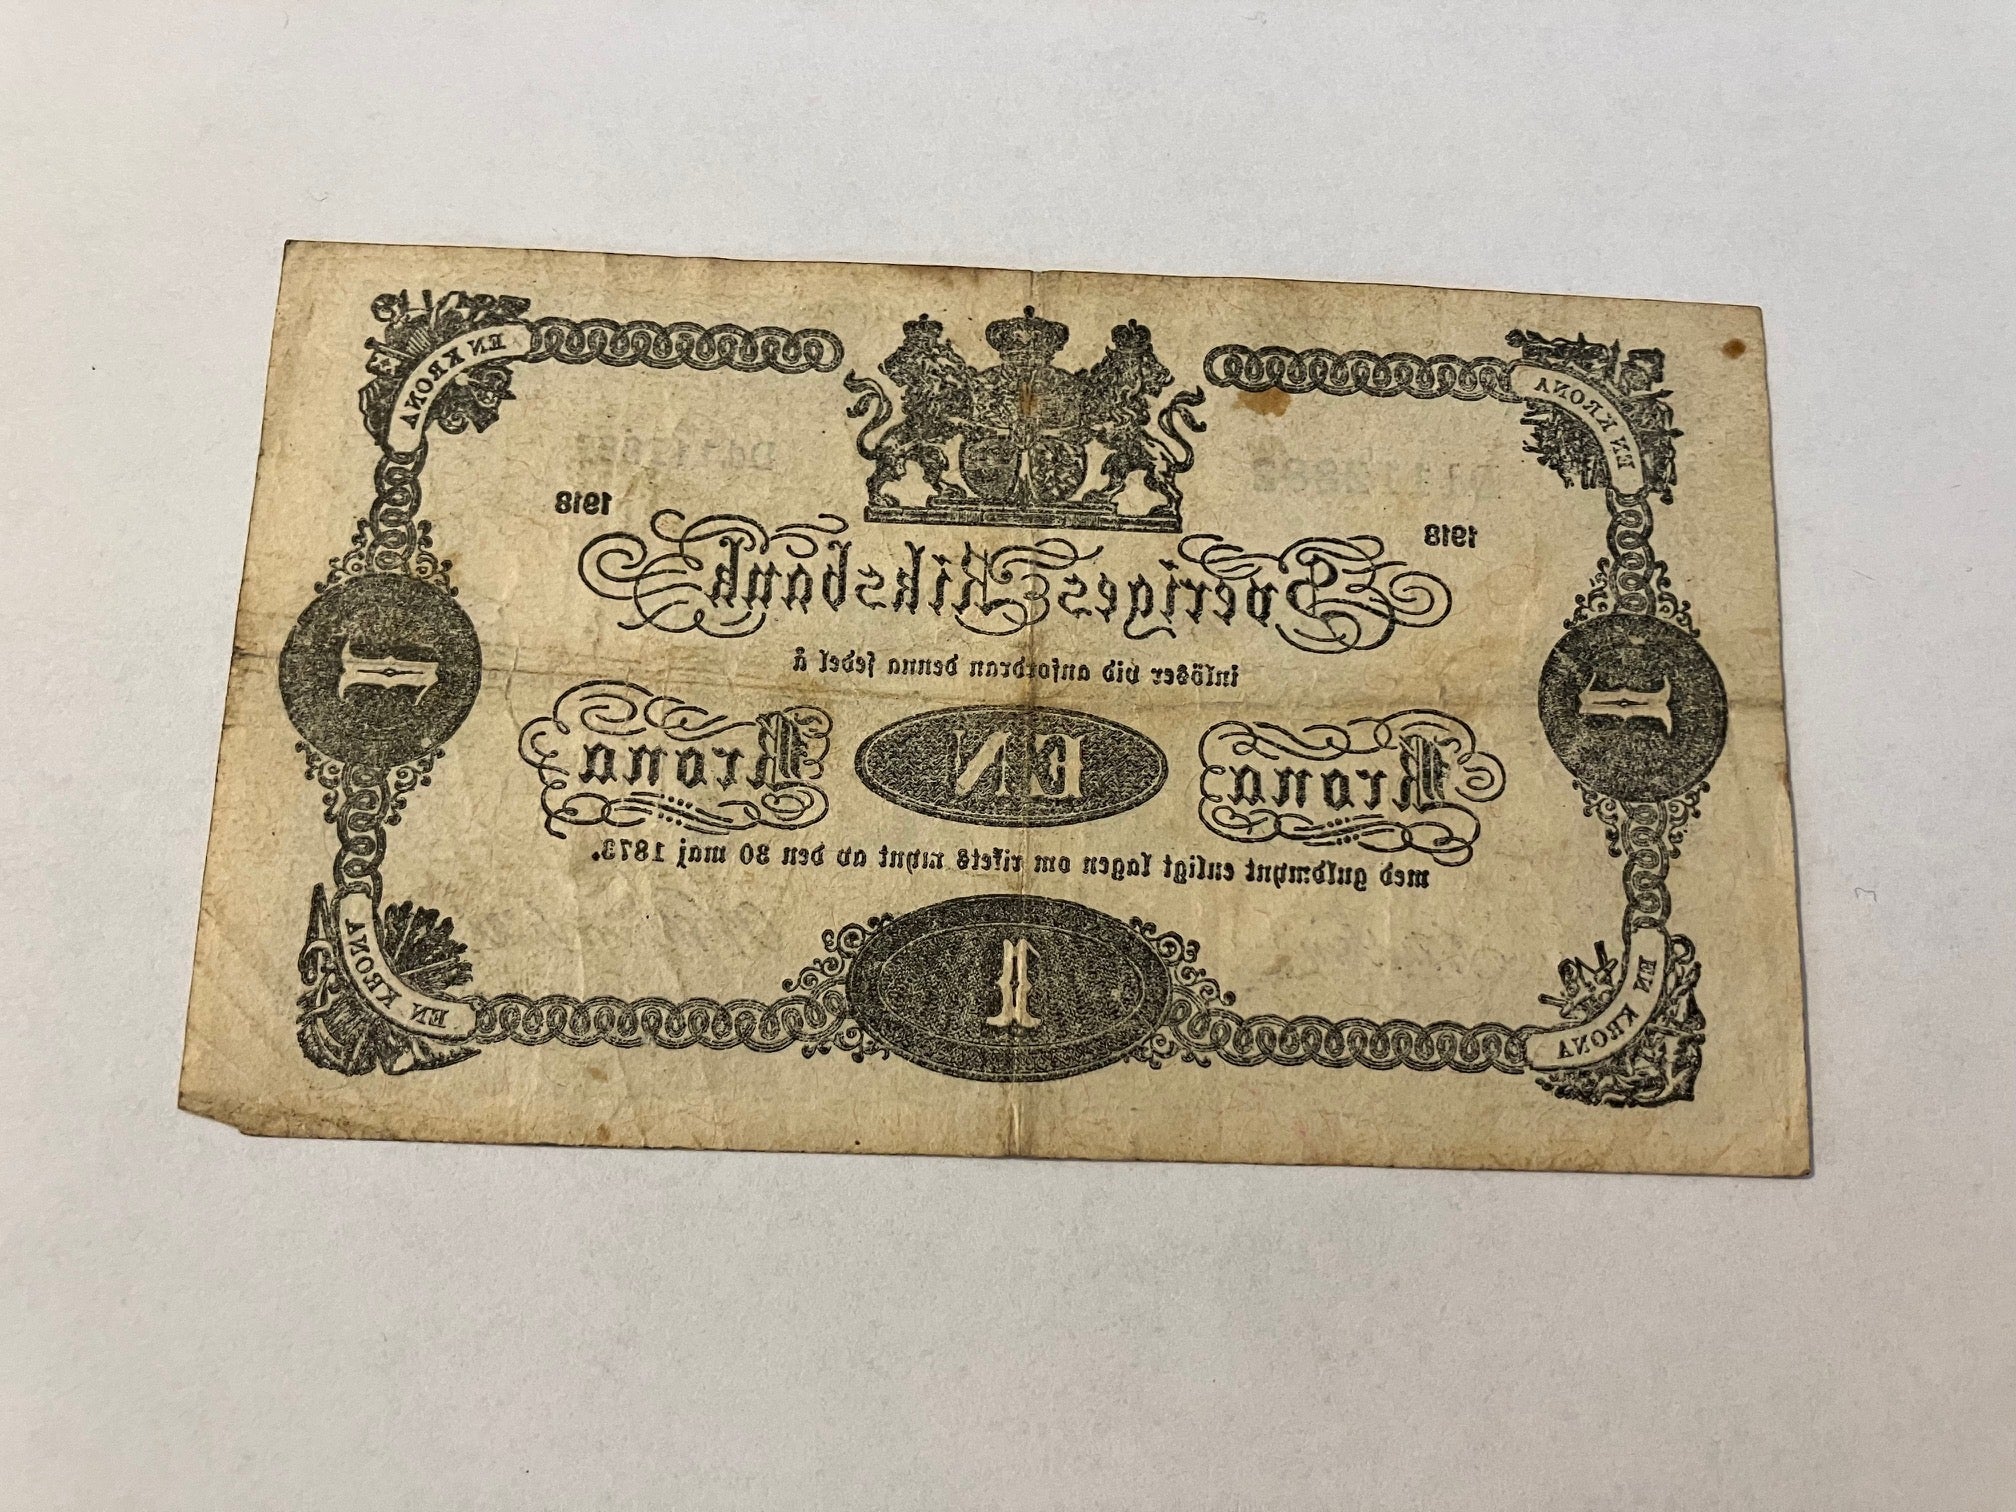 EN KRONA
EN KRONA
1918
1918
Sveriges Riksbank
inlöser vid anfordran denna sedel å
1
1
Krona EN Krona
med guldmynt enligt lagen om rikets mynt av den 30 maj 1873.
1
EN KRONA
EN KRONA